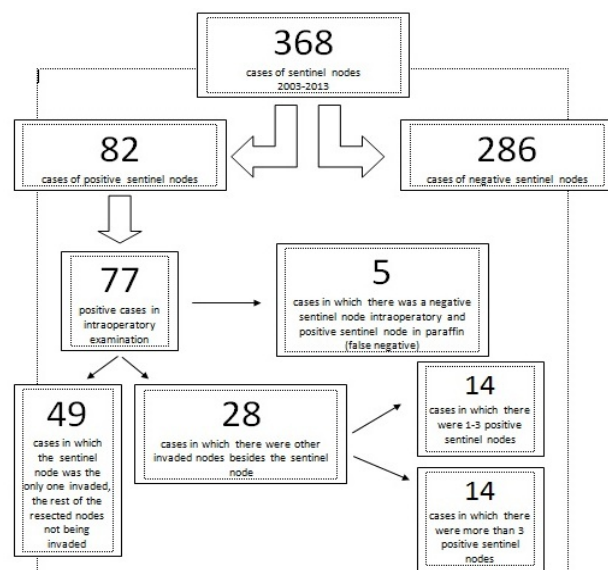 368
cases of sentinel nodes
2003-2013
82
cases of positive sentinel nodes
286
cases of negative sentinel nodes
77
positive cases in
intraoperatory
examination
5
cases in which there was a negative
sentinel node intraoperatory and
positive sentinel node in paraffin
(false negative)
49
cases in which
the sentinel
node was the
only one invaded,
the rest of the
resected nodes
not being
invaded
28
cases in which there were other
invaded nodes besides the sentinel
node
14
cases in which there
were 1-3 positive
sentinel nodes
14
cases in which there
were more than 3
positive sentinel
nodes